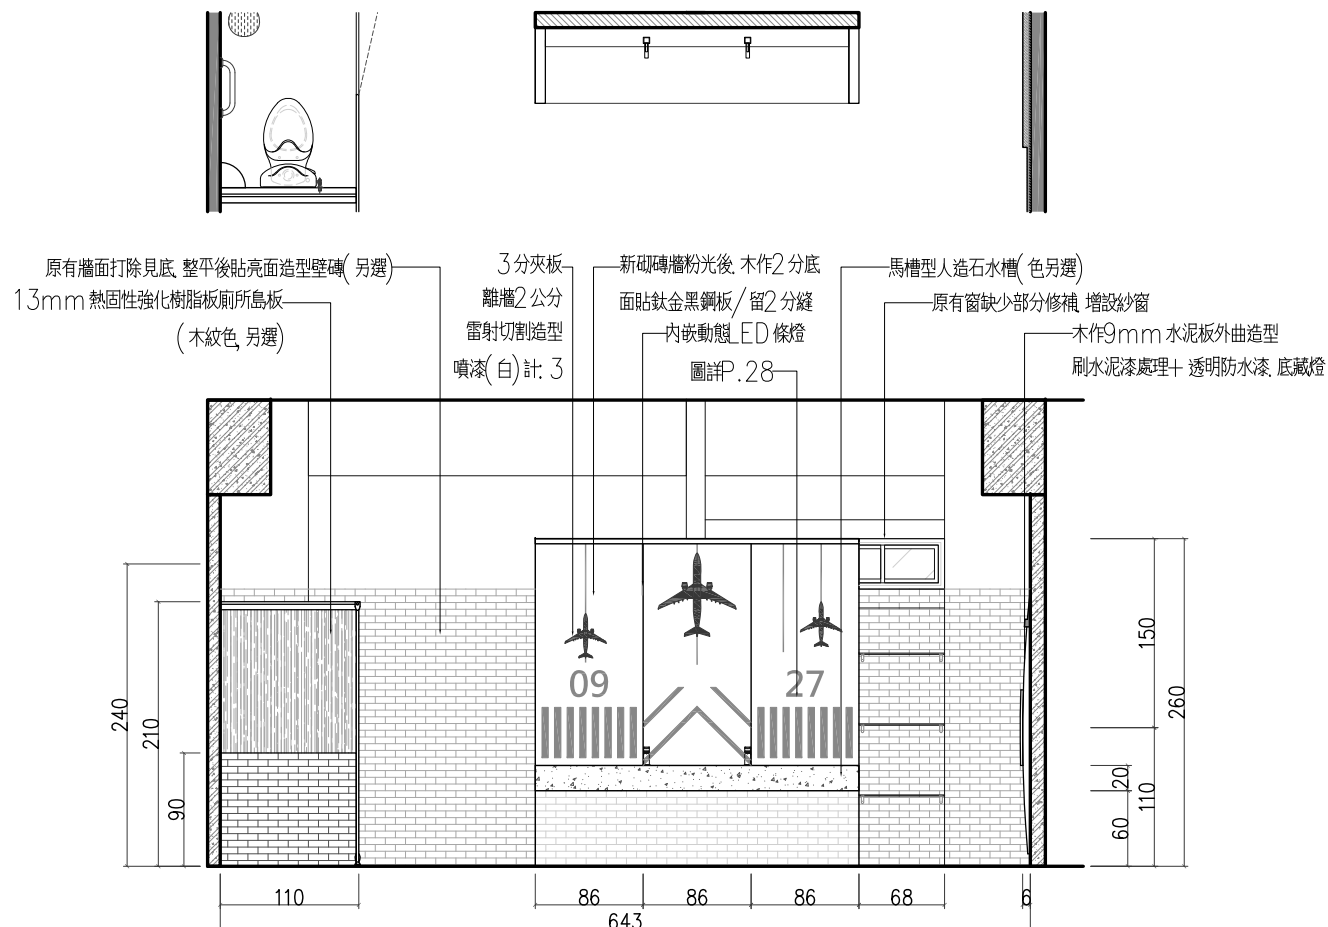 原有牆面打除見底, 整平後貼亮面造型壁磚(另選)
13mm 熱固性強化樹脂板廁所島板
(木紋色, 另選)
3分夾板
離牆2公分
雷射切割造型
噴漆(白)計: 3
新砌磚牆粉光後, 木作2分底
面貼鈦金黑鋼板/留2分縫
內嵌動態LED 條燈
圖詳P.28
馬槽型人造石水槽(色另選)
原有窗缺少部分修補, 增設紗窗
木作9mm 水泥板外曲造型
刷水泥漆處理+ 透明防水漆, 底藏燈
09
27
240
210
90
150
260
20
110
60
110
86
86
86
68
6
643